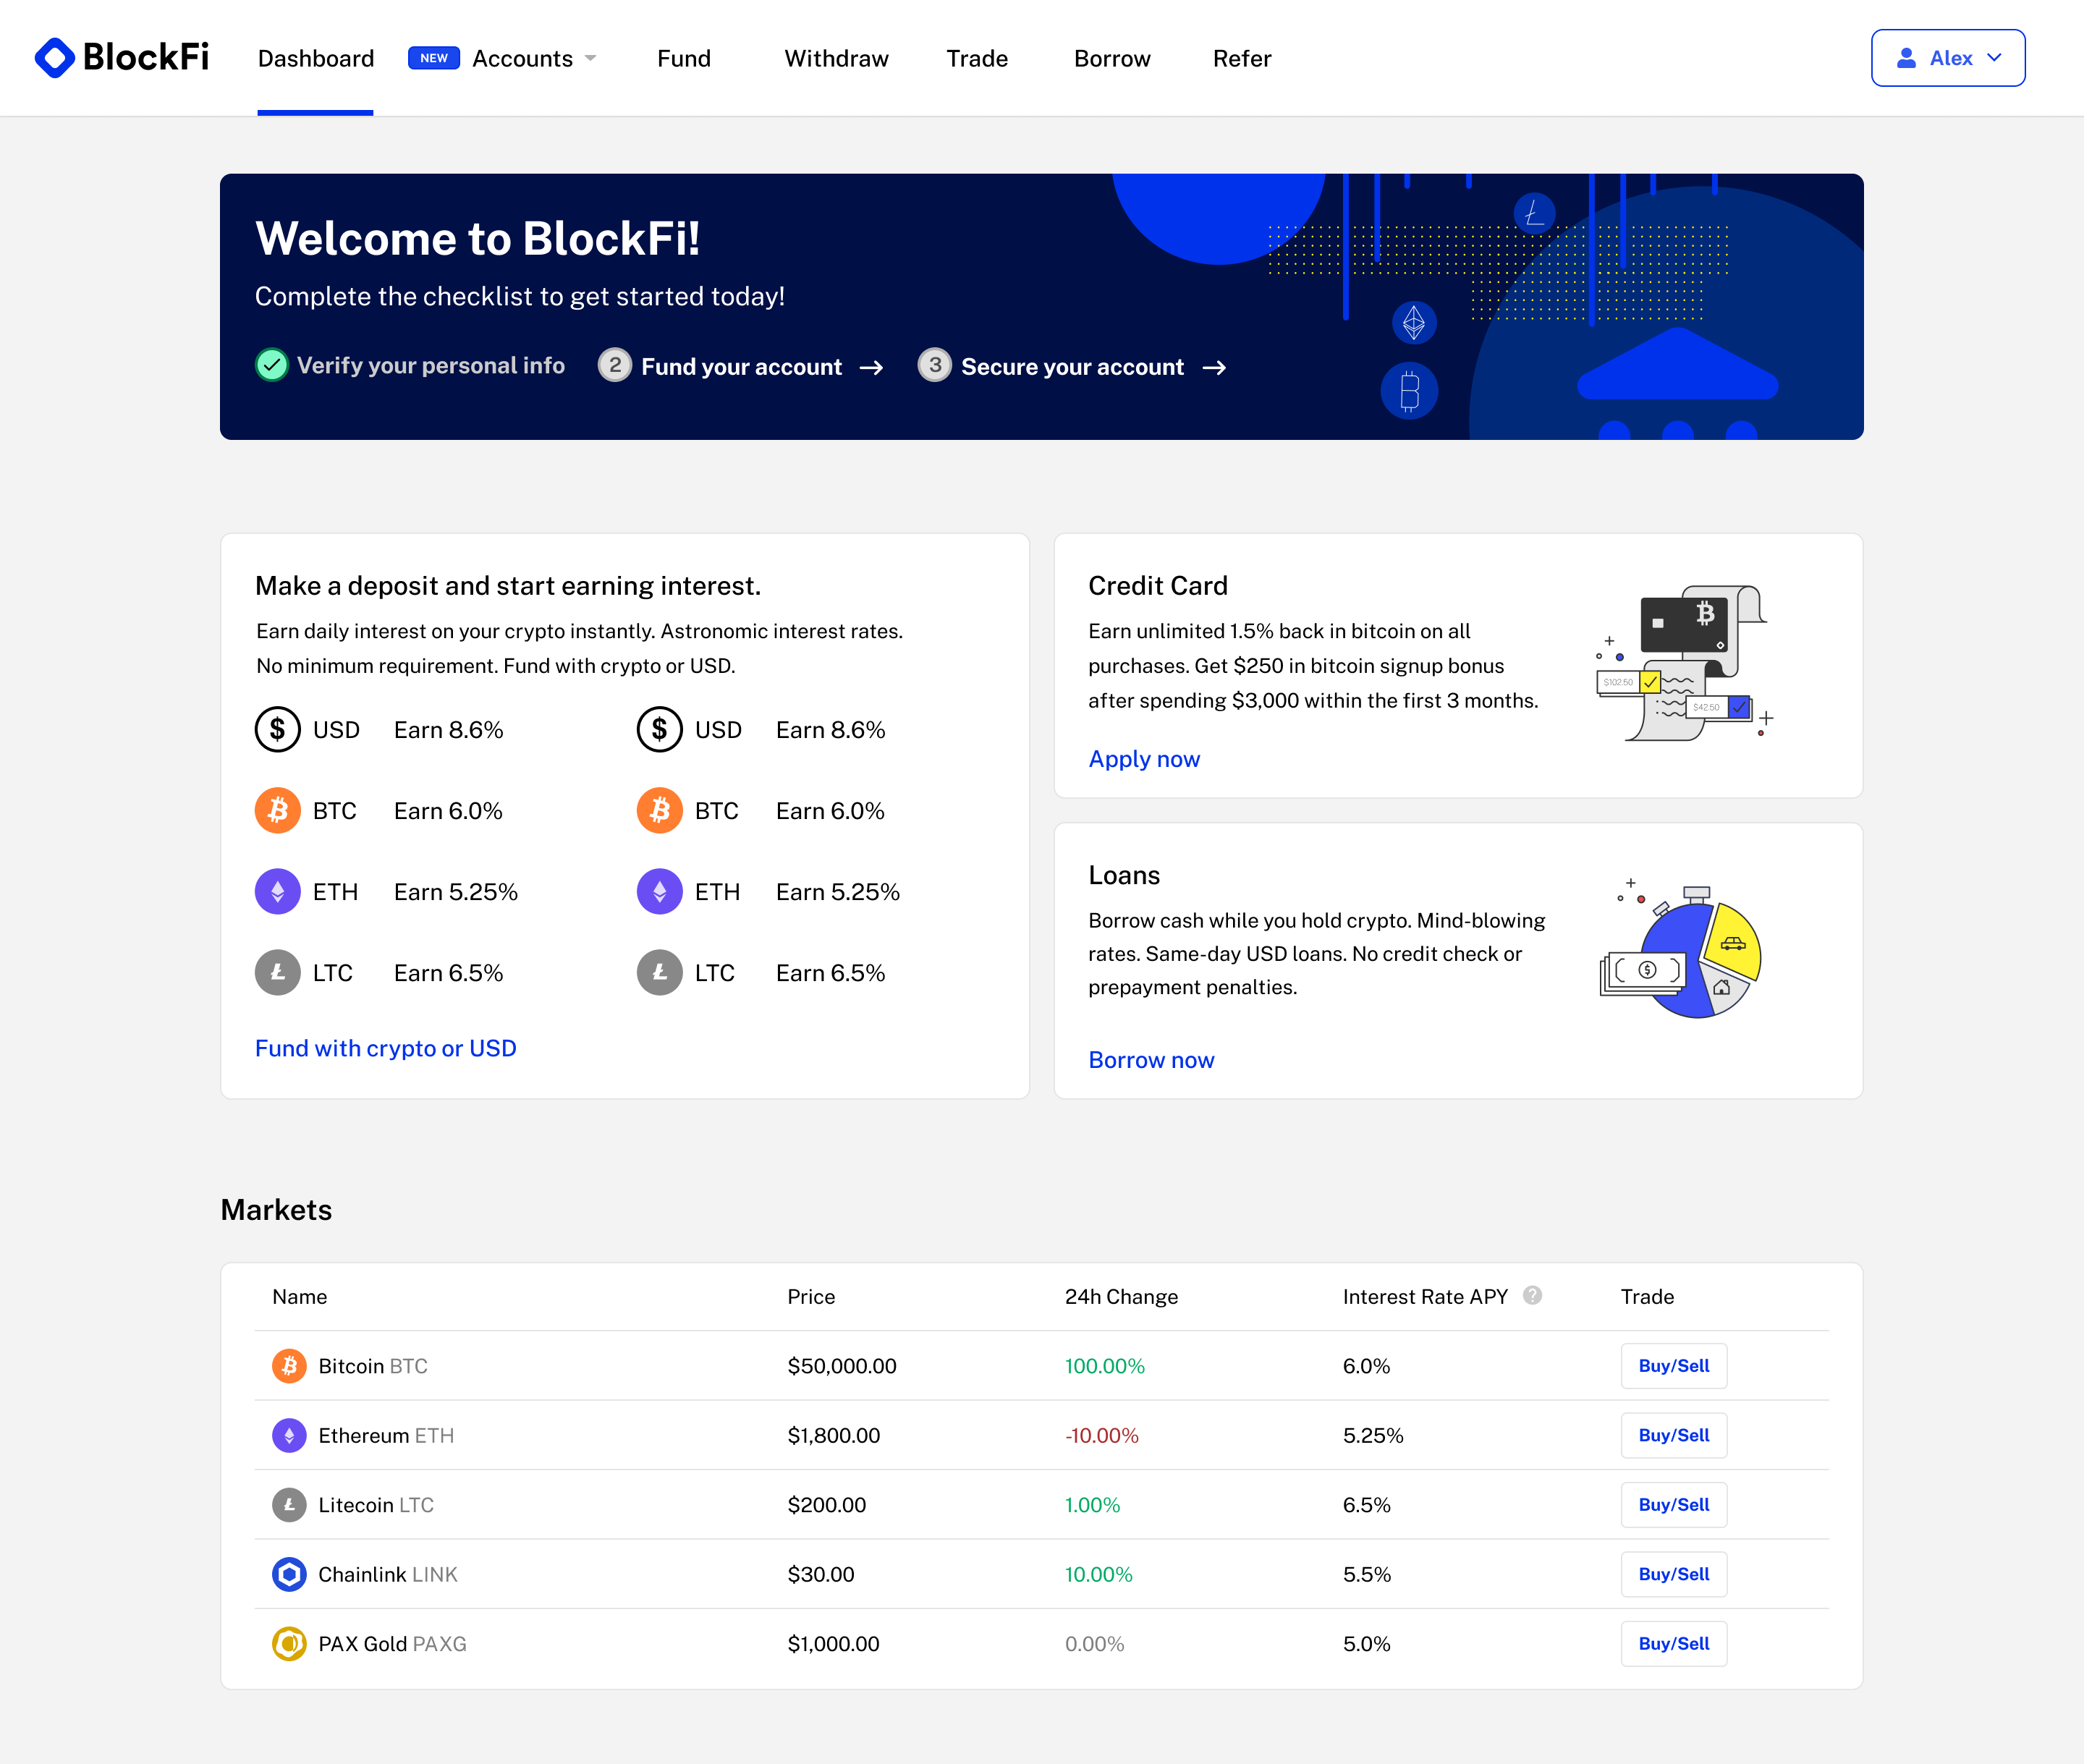 BlockFi
Dashboard
NEW Accounts
Fund
Withdraw
Trade
Borrow
Refer
Alex
Welcome to BlockFi!
Complete the checklist to get started today!
Verify your personal info
2 Fund your account →
3 Secure your account →
Make a deposit and start earning interest.
Earn daily interest on your crypto instantly. Astronomic interest rates.
No minimum requirement. Fund with crypto or USD.
$ USD Earn 8.6%
$ USD Earn 8.6%
BTC Earn 6.0%
BTC Earn 6.0%
ETH Earn 5.25%
ETH Earn 5.25%
LTC Earn 6.5%
LTC Earn 6.5%
Fund with crypto or USD
Credit Card
Earn unlimited 1.5% back in bitcoin on all
purchases. Get $250 in bitcoin signup bonus
after spending $3,000 within the first 3 months.
Apply now
$102.50
$42.50
Loans
Borrow cash while you hold crypto. Mind-blowing
rates. Same-day USD loans. No credit check or
prepayment penalties.
Borrow now
$
Markets
Name Price 24h Change Interest Rate APY ? Trade
Bitcoin BTC $50,000.00 100.00% 6.0% Buy/Sell
Ethereum ETH $1,800.00 -10.00% 5.25% Buy/Sell
Litecoin LTC $200.00 1.00% 6.5% Buy/Sell
Chainlink LINK $30.00 10.00% 5.5% Buy/Sell
PAX Gold PAXG $1,000.00 0.00% 5.0% Buy/Sell